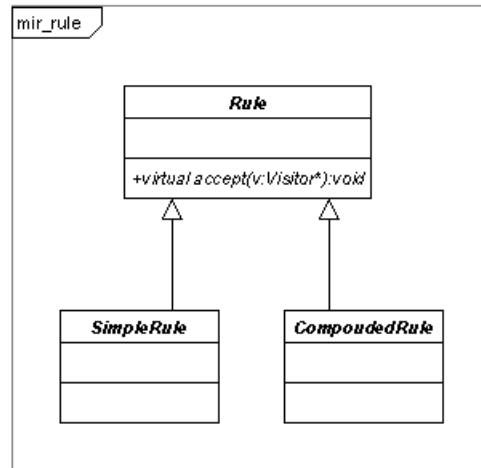 mir_rule
Rule
+virtual accept(v:Visitor*):void
SimpleRule
CompoudedRule